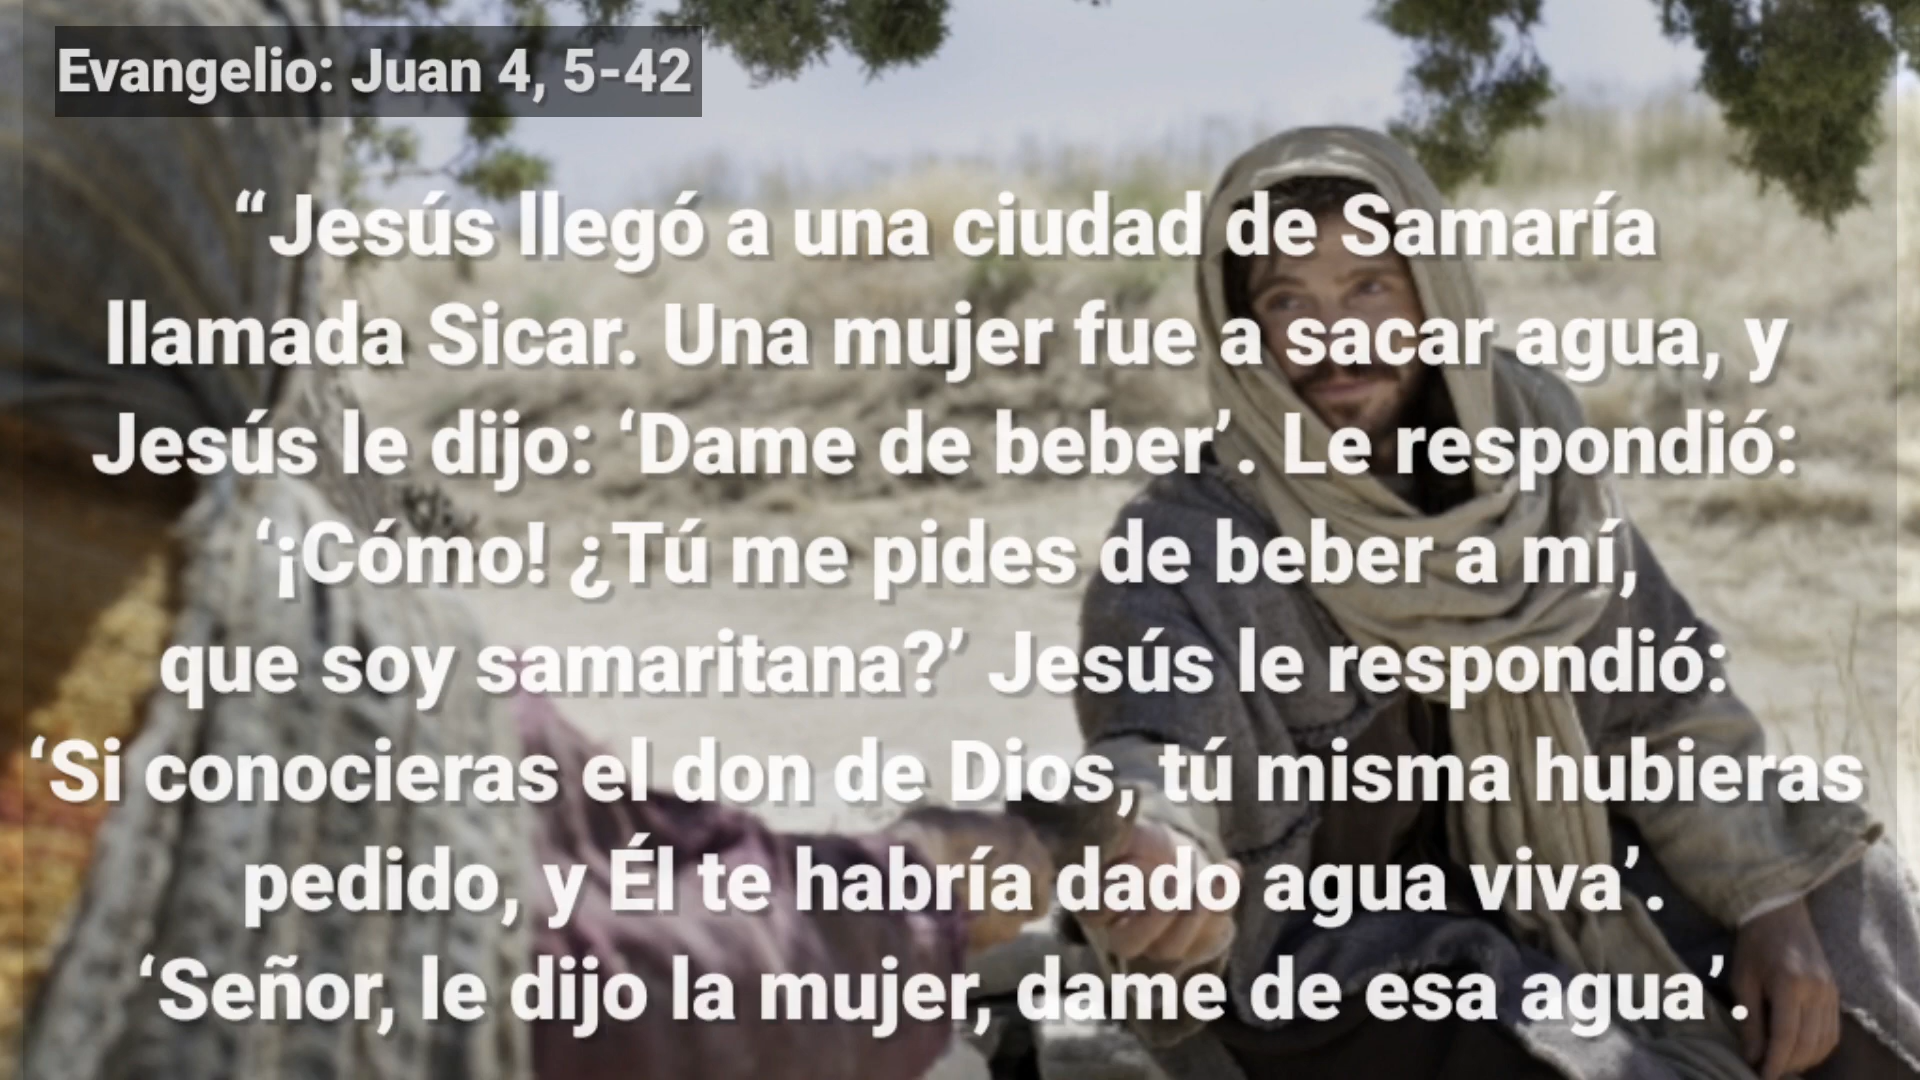 Evangelio: Juan 4, 5-42
“Jesús llegó a una ciudad de Samaría
llamada Sicar. Una mujer fue a sacar agua, y
Jesús le dijo: ‘Dame de beber’. Le respondió:
‘¡Cómo! ¿Tú me pides de beber a mí,
que soy samaritana?’ Jesús le respondió:
‘Si conocieras el don de Dios, tú misma hubieras
pedido, y Él te habría dado agua viva’.
‘Señor, le dijo la mujer, dame de esa agua’.